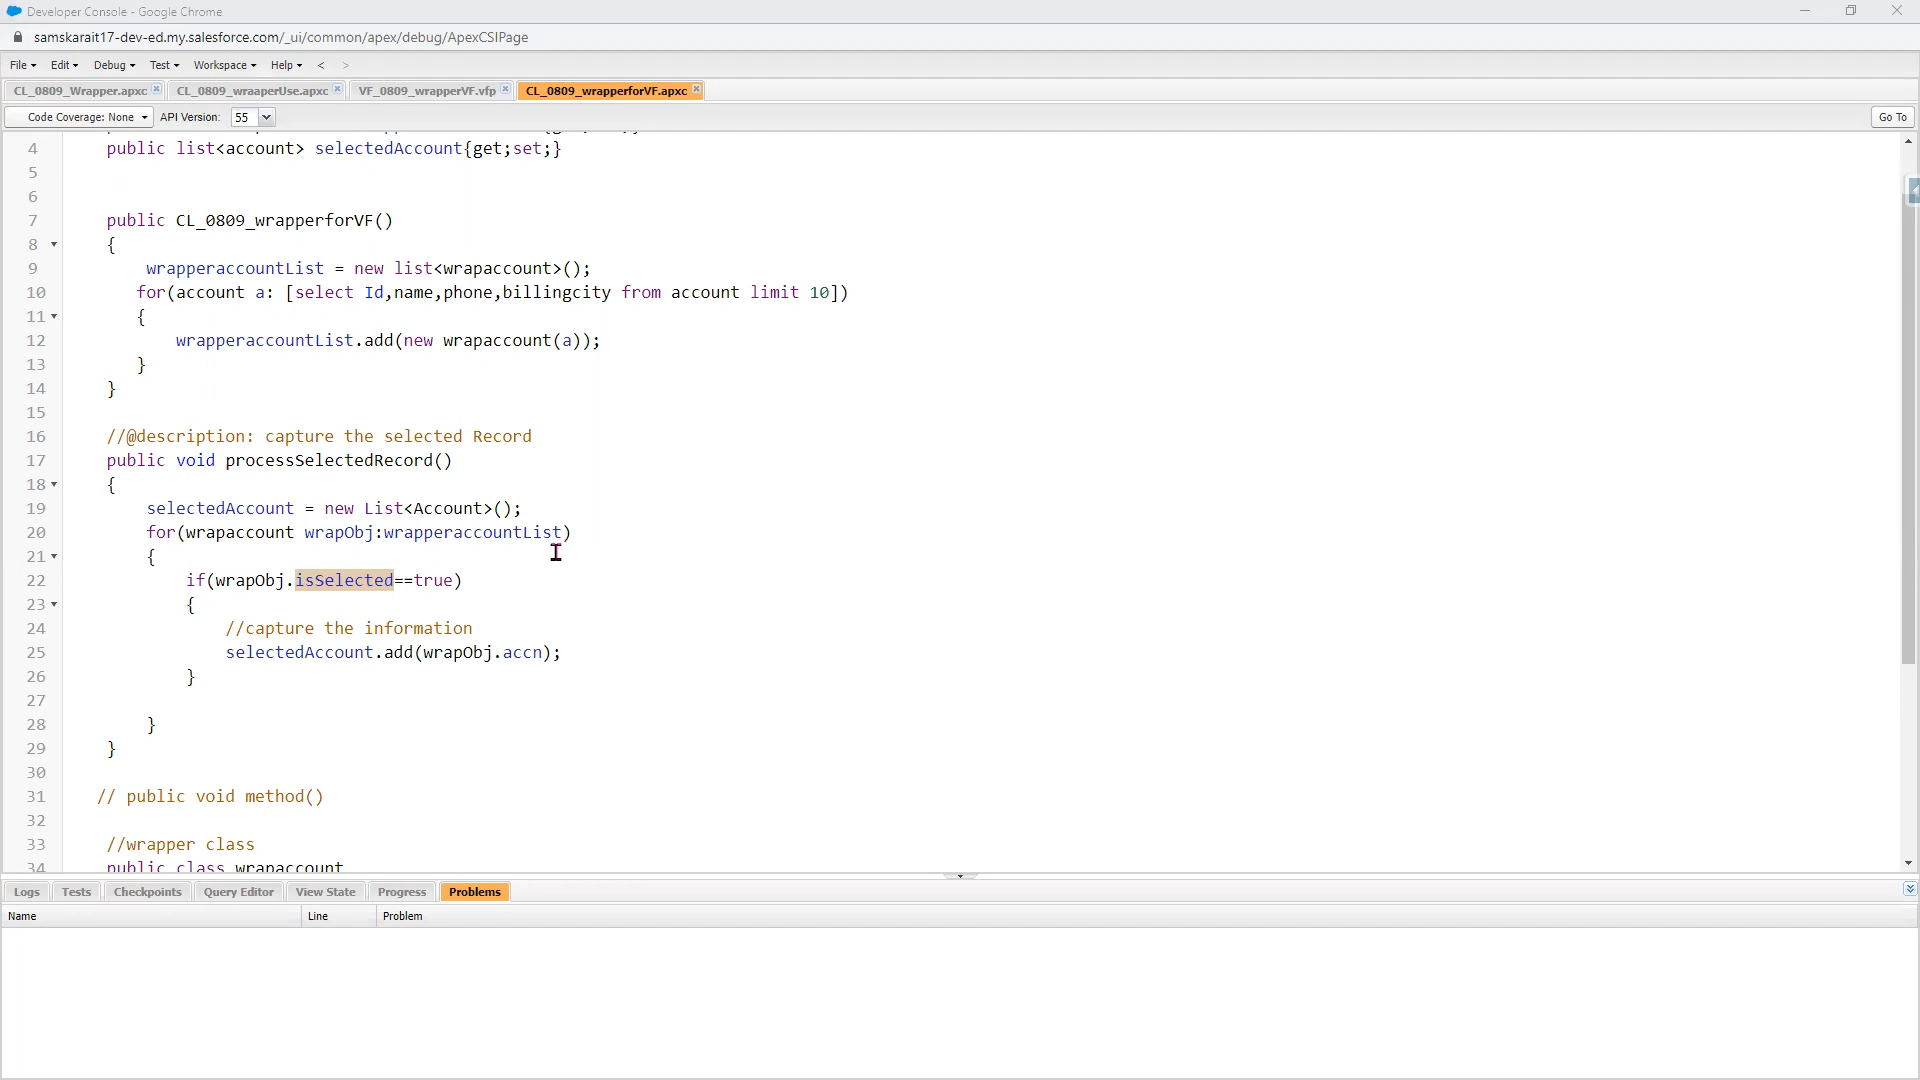 Developer Console - Google Chrome
samskarait17-dev-ed.my.salesforce.com/_ui/common/apex/debug/ApexCSIPage
File Edit Debug Test Workspace Help < >
CL_0809_Wrapper.apxc CL_0809_wraaperUse.apxc VF_0809_wrapperVF.vfp CL_0809_wrapperforVF.apxc
Code Coverage: None API Version: 55 Go To
4 public list<account> selectedAccount{get;set;}
5
6
7 public CL_0809_wrapperforVF()
8 {
9 wrapperaccountList = new list<wrapaccount>();
10 for(account a: [select Id,name,phone,billingcity from account limit 10])
11 {
12 wrapperaccountList.add(new wrapaccount(a));
13 }
14 }
15
16 //@description: capture the selected Record
17 public void processSelectedRecord()
18 {
19 selectedAccount = new List<Account>();
20 for(wrapaccount wrapObj:wrapperaccountList)
21 {
22 if(wrapObj.isSelected==true)
23 {
24 //capture the information
25 selectedAccount.add(wrapObj.accn);
26 }
27
28 }
29 }
30
31 // public void method()
32
33 //wrapper class
34 public class wrapaccount
Logs Tests Checkpoints Query Editor View State Progress Problems
Name Line Problem